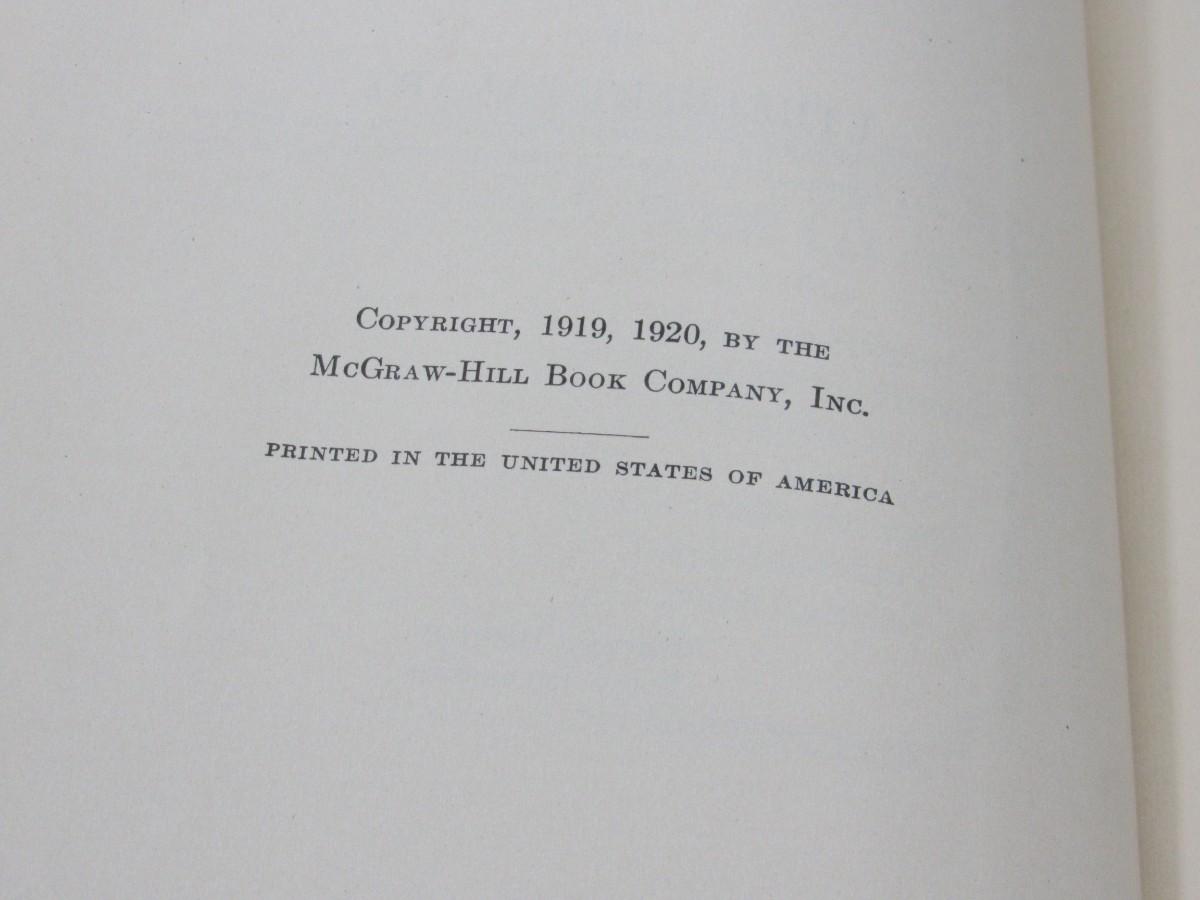 Copyright, 1919, 1920, by the
McGraw-Hill Book Company, Inc.
PRINTED IN THE UNITED STATES OF AMERICA